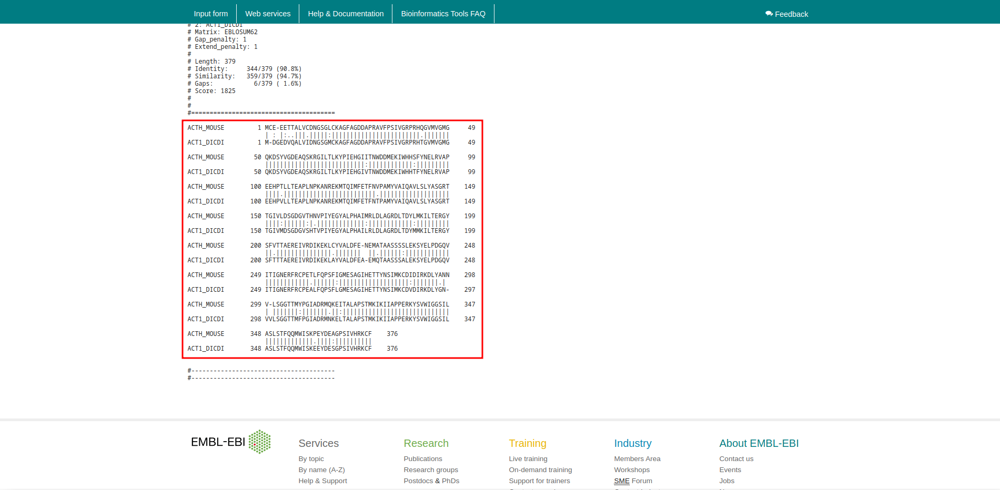 Input form Web services Help & Documentation Bioinformatics Tools FAQ Feedback
# 2: ACT1_DICDI
# Matrix: EBLOSUM62
# Gap_penalty: 1
# Extend_penalty: 1
#
# Length: 379
# Identity:     344/379 (90.8%)
# Similarity:   359/379 (94.7%)
# Gaps:           6/379 ( 1.6%)
# Score: 1825
#
#
#=======================================
ACTH_MOUSE         1 MCE-EETTALVCDNGSGLCKAGFAGDDAPRAVFPSIVGRPRHQGVMVGMG     49
                     | : |:..|||.|||||:||||||||||||||||||||||||.|||||||
ACT1_DICDI         1 M-DGEDVQALVIDNGSGMCKAGFAGDDAPRAVFPSIVGRPRHTGVMVGMG     49
ACTH_MOUSE        50 QKDSYVGDEAQSKRGILTLKYPIEHGIITNWDDMEKIWHHSFYNELRVAP     99
                     |||||||||||||||||||||||||||:||||||||||||:|||||||||
ACT1_DICDI        50 QKDSYVGDEAQSKRGILTLKYPIEHGIVTNWDDMEKIWHHTFYNELRVAP     99
ACTH_MOUSE       100 EEHPTLLTEAPLNPKANREKMTQIMFETFNVPAMYVAIQAVLSLYASGRT    149
                     ||||.|||||||||||||||||||||||||.|||||||||||||||||||
ACT1_DICDI       100 EEHPVLLTEAPLNPKANREKMTQIMFETFNTPAMYVAIQAVLSLYASGRT    149
ACTH_MOUSE       150 TGIVLDSGDGVTHNVPIYEGYALPHAIMRLDLAGRDLTDYLMKILTERGY    199
                     ||||:||||||:|.|||||||||||||:||||||||||||:|||||||||
ACT1_DICDI       150 TGIVMDSGDGVSHTVPIYEGYALPHAILRLDLAGRDLTDYMMKILTERGY    199
ACTH_MOUSE       200 SFVTTAEREIVRDIKEKLCYVALDFE-NEMATAASSSSLEKSYELPDGQV    248
                     ||.|||||||||||||||.|||||||  ||.||||||:||||||||||||
ACT1_DICDI       200 SFTTTAEREIVRDIKEKLAYVALDFEA-EMQTAASSSALEKSYELPDGQV    248
ACTH_MOUSE       249 ITIGNERFRCPETLFQPSFIGMESAGIHETTYNSIMKCDIDIRKDLYANN    298
                     ||||||||||||.||||||:|||||||||||||||||||:|||||||.|
ACT1_DICDI       249 ITIGNERFRCPEALFQPSFLGMESAGIHETTYNSIMKCDVDIRKDLYGN-    297
ACTH_MOUSE       299 V-LSGGTTMYPGIADRMQKEITALAPSTMKIKIIAPPERKYSVWIGGSIL    347
                     | |||||||:|||||||.||:|||||||||||||||||||||||||||||
ACT1_DICDI       298 VVLSGGTTMFPGIADRMNKELTALAPSTMKIKIIAPPERKYSVWIGGSIL    347
ACTH_MOUSE       348 ASLSTFQQMWISKPEYDEAGPSIVHRKCF    376
                     |||||||||||||.||||:||||||||||
ACT1_DICDI       348 ASLSTFQQMWISKEEYDESGPSIVHRKCF    376
#---------------------------------------
#---------------------------------------
EMBL-EBI
Services Research Training Industry About EMBL-EBI
By topic Publications Live training Members Area Contact us
By name (A-Z) Research groups On-demand training Workshops Events
Help & Support Postdocs & PhDs Support for trainers SME Forum Jobs